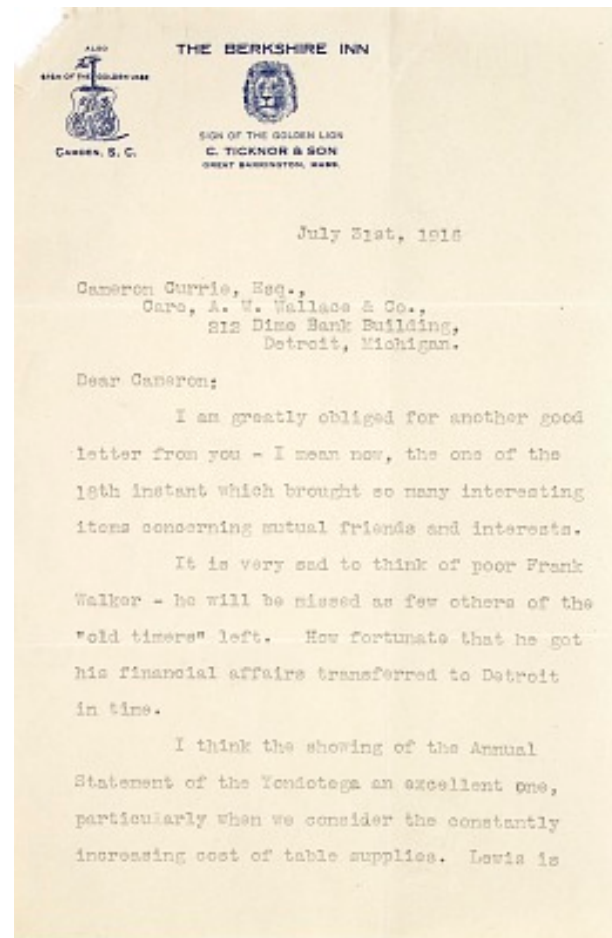 ALSO
SIGN OF THE GOLDEN VASE
CAMDEN, S. C.
THE BERKSHIRE INN
SIGN OF THE GOLDEN LION
C. TICKNOR & SON
GREAT BARRINGTON, MASS.
July 31st, 1916
Cameron Currie, Esq.,
Care, A. W. Wallace & Co.,
212 Dime Bank Building,
Detroit, Michigan.
Dear Cameron;
I am greatly obliged for another good
letter from you - I mean now, the one of the
18th instant which brought so many interesting
items concerning mutual friends and interests.
It is very sad to think of poor Frank
Walker - he will be missed as few others of the
"old timers" left. How fortunate that he got
his financial affairs transferred to Detroit
in time.
I think the showing of the Annual
Statement of the Yondotega an excellent one,
particularly when we consider the constantly
increasing cost of table supplies. Lewis is